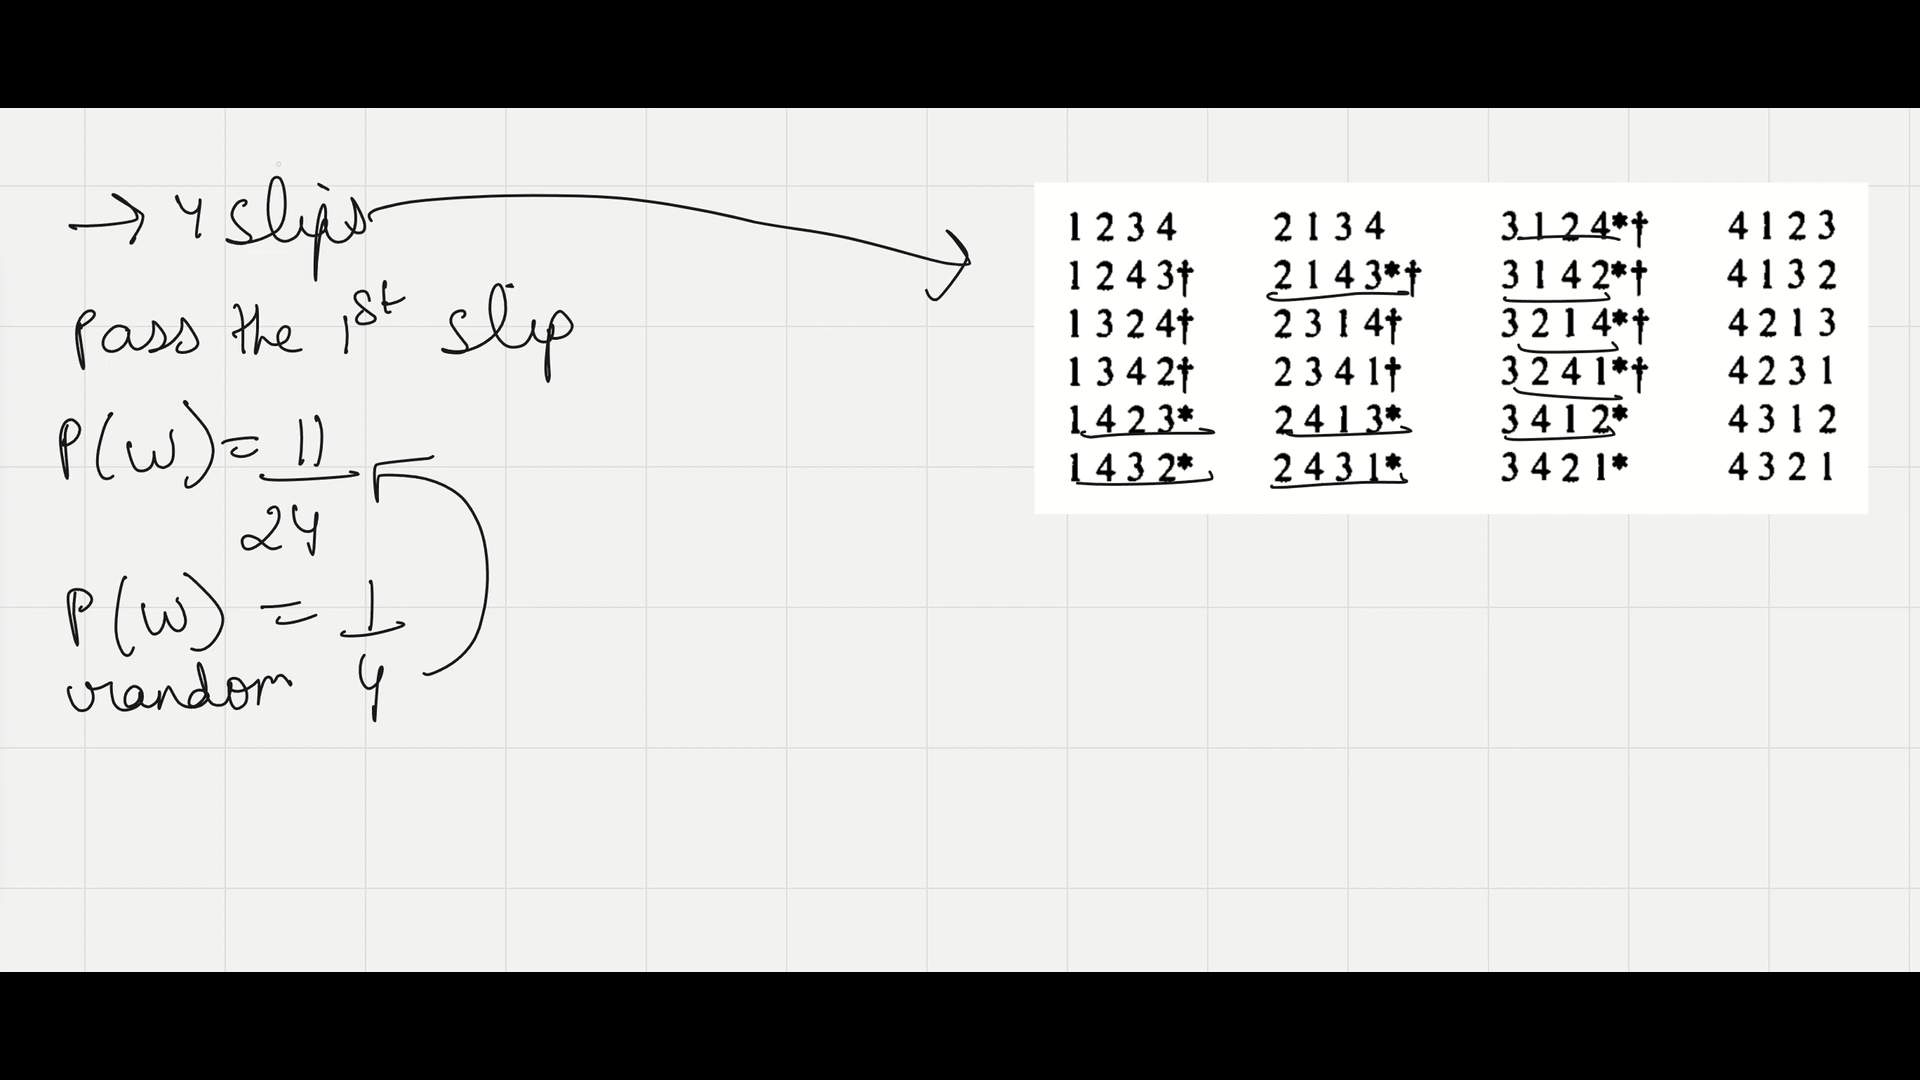 → 4 slips
pass the 1st slip
P(W) = 11
24
P(W) = 1
random 4
1 2 3 4 2 1 3 4 3 1 2 4*† 4 1 2 3
1 2 4 3† 2 1 4 3*† 3 1 4 2*† 4 1 3 2
1 3 2 4† 2 3 1 4† 3 2 1 4*† 4 2 1 3
1 3 4 2† 2 3 4 1† 3 2 4 1*† 4 2 3 1
1 4 2 3* 2 4 1 3* 3 4 1 2* 4 3 1 2
1 4 3 2* 2 4 3 1* 3 4 2 1* 4 3 2 1